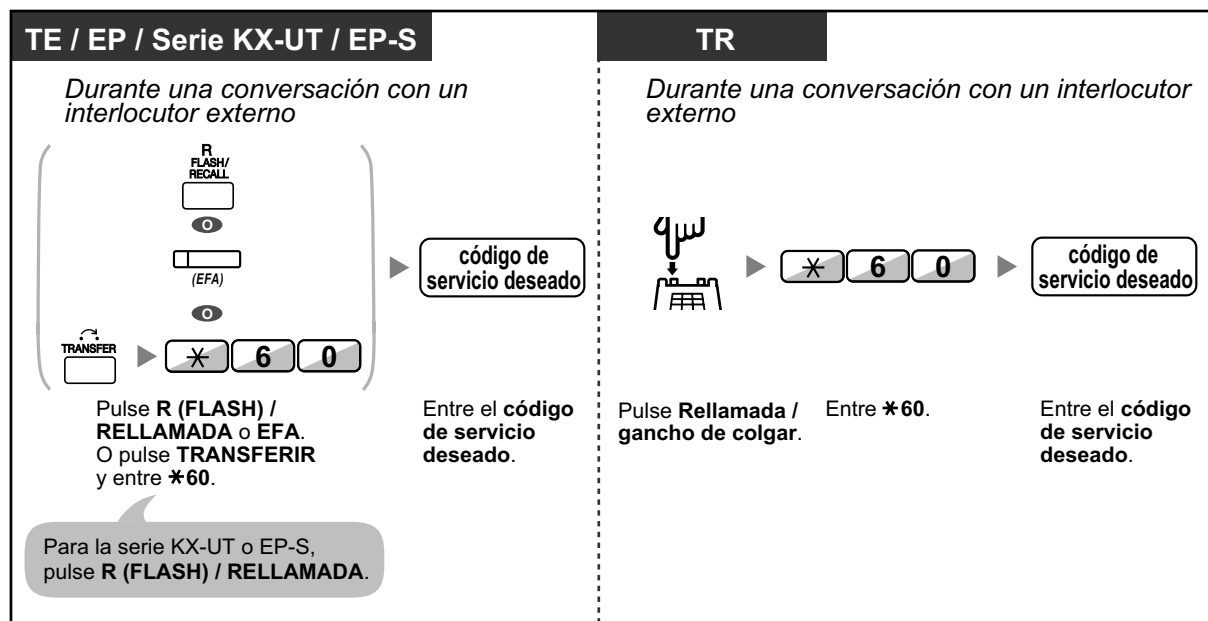 TE / EP / Serie KX-UT / EP-S
Durante una conversación con un
interlocutor externo
R
FLASH/
RECALL
O
(EFA)
O
TRANSFER
* 6 0
código de
servicio deseado
Pulse R (FLASH) /
RELLAMADA o EFA.
O pulse TRANSFERIR
y entre *60.
Entre el código
de servicio
deseado.
Para la serie KX-UT o EP-S,
pulse R (FLASH) / RELLAMADA.
TR
Durante una conversación con un interlocutor
externo
* 6 0
código de
servicio deseado
Pulse Rellamada /
gancho de colgar.
Entre *60.
Entre el código
de servicio
deseado.